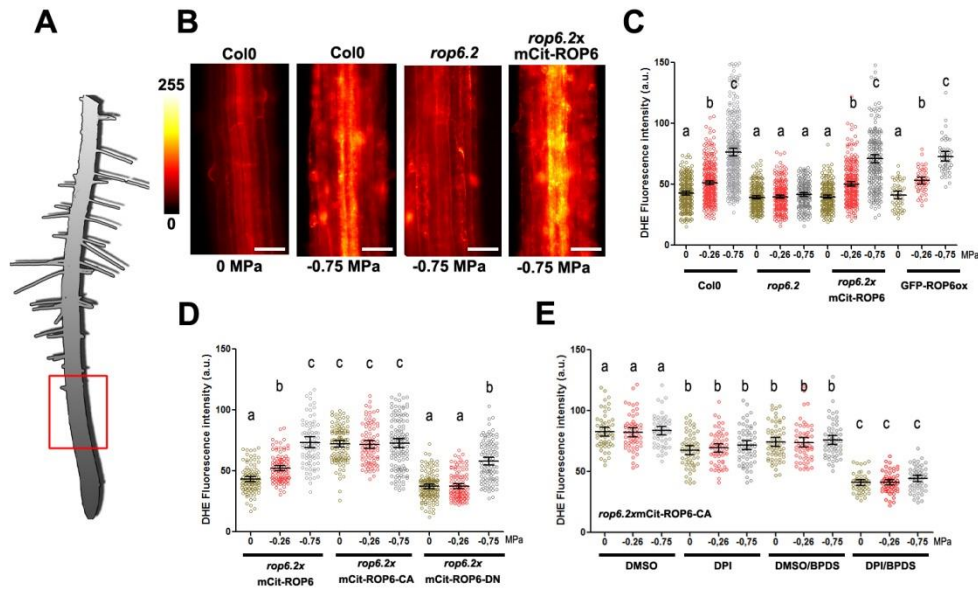 A
B
Col0
Col0
rop6.2
rop6.2x
mCit-ROP6
255
0
0 MPa
-0.75 MPa
-0.75 MPa
-0.75 MPa
C
DHE Fluorescence intensity (a.u.)
150
100
50
0
a b c a a a a b c a b c
0 -0,26 -0,75 0 -0,26 -0,75 0 -0,26 -0,75 0 -0,26 -0,75 MPa
Col0 rop6.2 rop6.2x GFP-ROP6ox
mCit-ROP6
D
DHE Fluorescence intensity (a.u.)
150
100
50
0
a b c c c c a a b
0 -0,26 -0,75 0 -0,26 -0,75 0 -0,26 -0,75 MPa
rop6.2x rop6.2x rop6.2x
mCit-ROP6 mCit-ROP6-CA mCit-ROP6-DN
E
DHE Fluorescence intensity (a.u.)
150
100
50
0
a a a b b b b b b c c c
rop6.2xmCit-ROP6-CA
0 -0,26 -0,75 0 -0,26 -0,75 0 -0,26 -0,75 0 -0,26 -0,75 MPa
DMSO DPI DMSO/BPDS DPI/BPDS